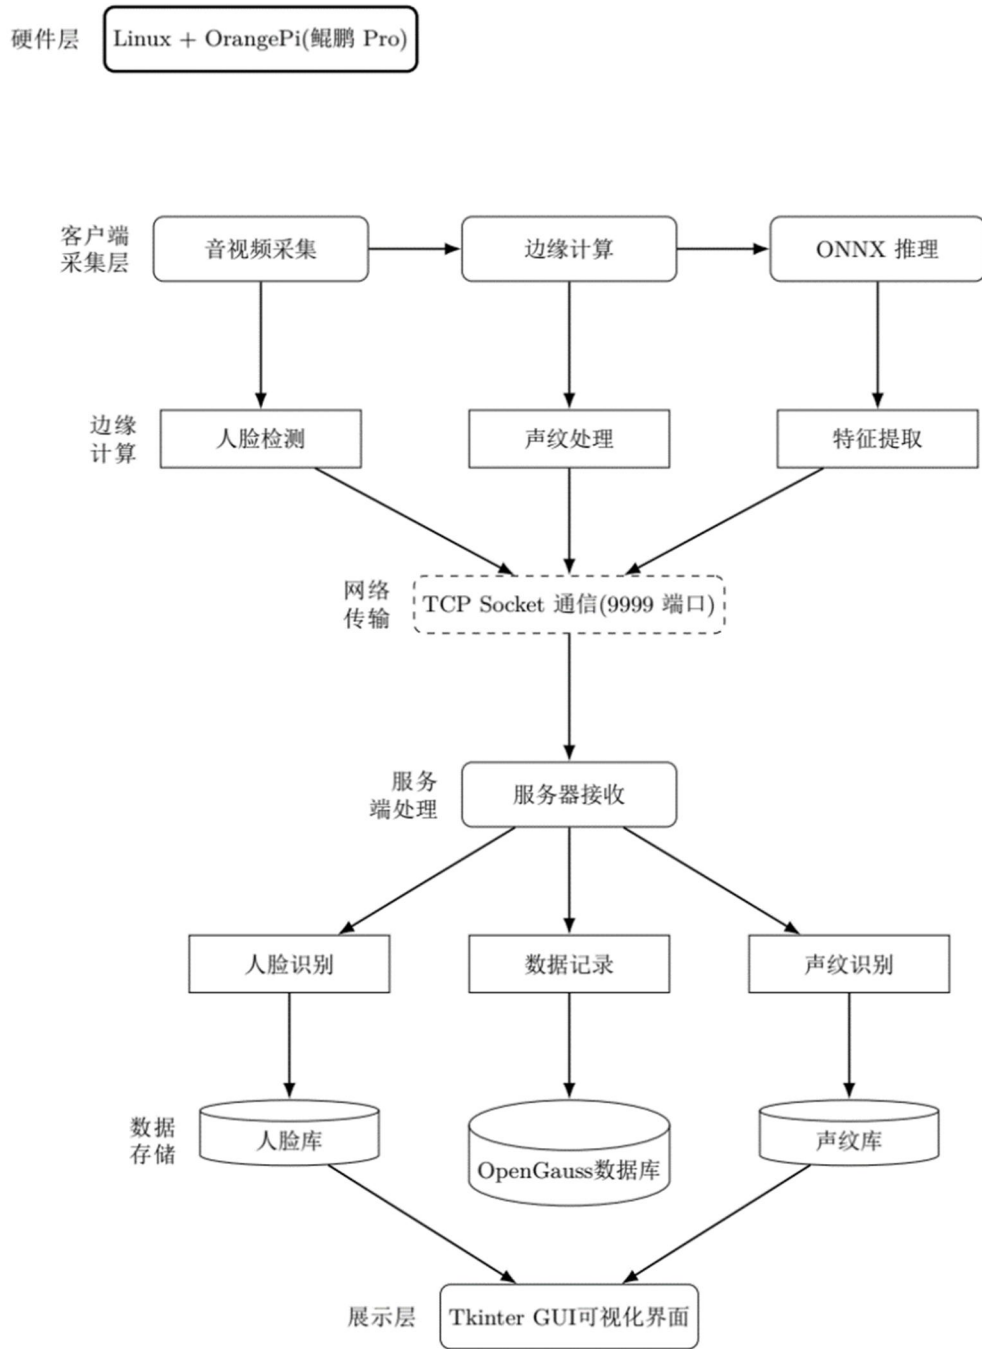 硬件层
Linux + OrangePi(鲲鹏 Pro)
客户端
采集层
音视频采集
边缘计算
ONNX 推理
边缘
计算
人脸检测
声纹处理
特征提取
网络
传输
TCP Socket 通信(9999 端口)
服务
端处理
服务器接收
人脸识别
数据记录
声纹识别
数据
存储
人脸库
OpenGauss数据库
声纹库
展示层
Tkinter GUI可视化界面